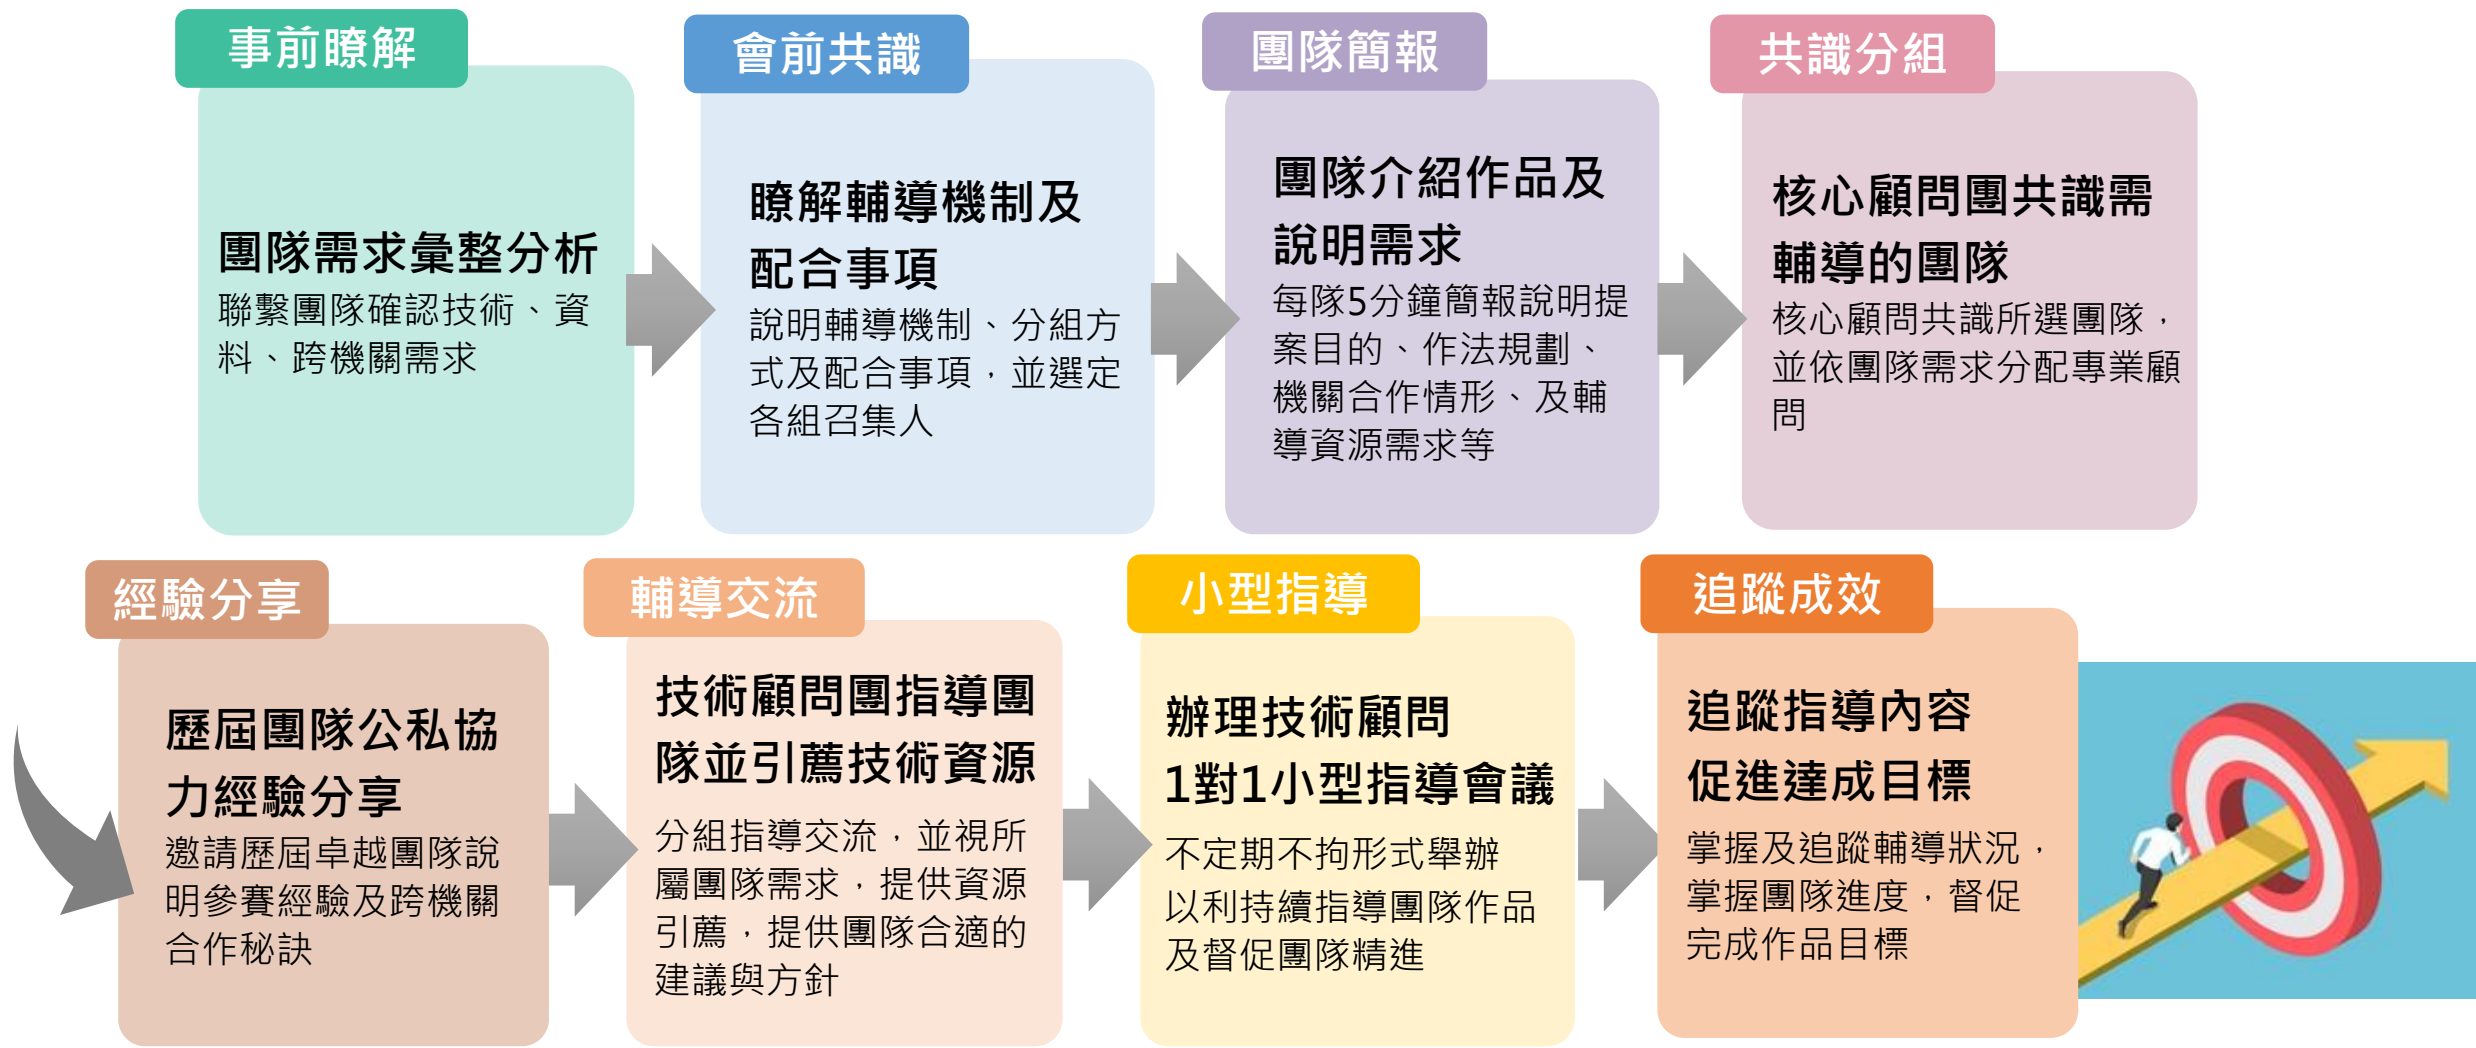 事前瞭解
團隊需求彙整分析
聯繫團隊確認技術、資
料、跨機關需求
會前共識
瞭解輔導機制及
配合事項
說明輔導機制、分組方
式及配合事項，並選定
各組召集人
團隊簡報
團隊介紹作品及
說明需求
每隊5分鐘簡報說明提
案目的、作法規劃、
機關合作情形、及輔
導資源需求等
共識分組
核心顧問團共識需
輔導的團隊
核心顧問共識所選團隊，
並依團隊需求分配專業顧
問
經驗分享
歷屆團隊公私協
力經驗分享
邀請歷屆卓越團隊說
明參賽經驗及跨機關
合作秘訣
輔導交流
技術顧問團指導團
隊並引薦技術資源
分組指導交流，並視所
屬團隊需求，提供資源
引薦，提供團隊合適的
建議與方針
小型指導
辦理技術顧問
1對1小型指導會議
不定期不拘形式舉辦
以利持續指導團隊作品
及督促團隊精進
追蹤成效
追蹤指導內容
促進達成目標
掌握及追蹤輔導狀況，
掌握團隊進度，督促
完成作品目標